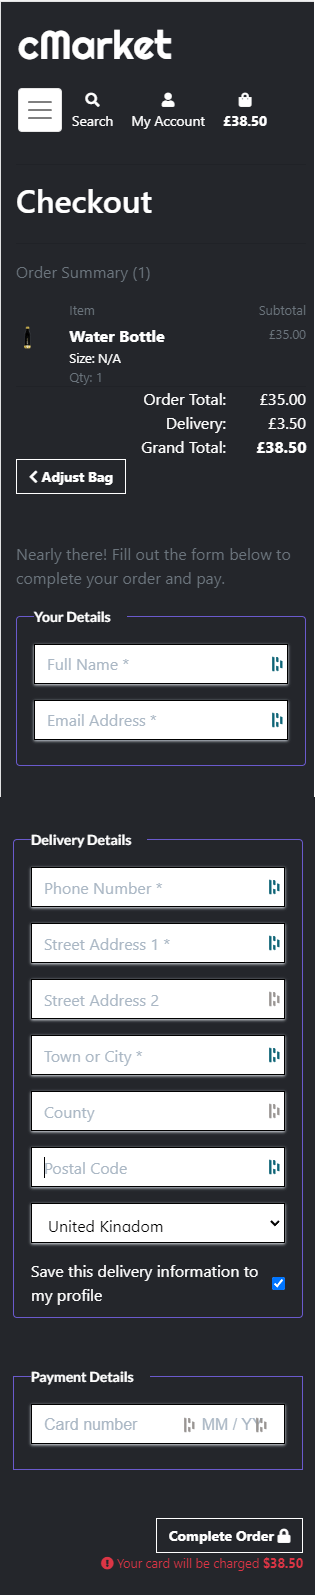 cMarket
Search My Account £38.50
Checkout
Order Summary (1)
Item Subtotal
Water Bottle £35.00
Size: N/A
Qty: 1
Order Total: £35.00
Delivery: £3.50
Grand Total: £38.50
Adjust Bag
Nearly there! Fill out the form below to
complete your order and pay.
Your Details
Full Name *
Email Address *
Delivery Details
Phone Number *
Street Address 1 *
Street Address 2
Town or City *
County
Postal Code
United Kingdom
Save this delivery information to
my profile
Payment Details
Card number MM / YY
Complete Order
Your card will be charged $38.50